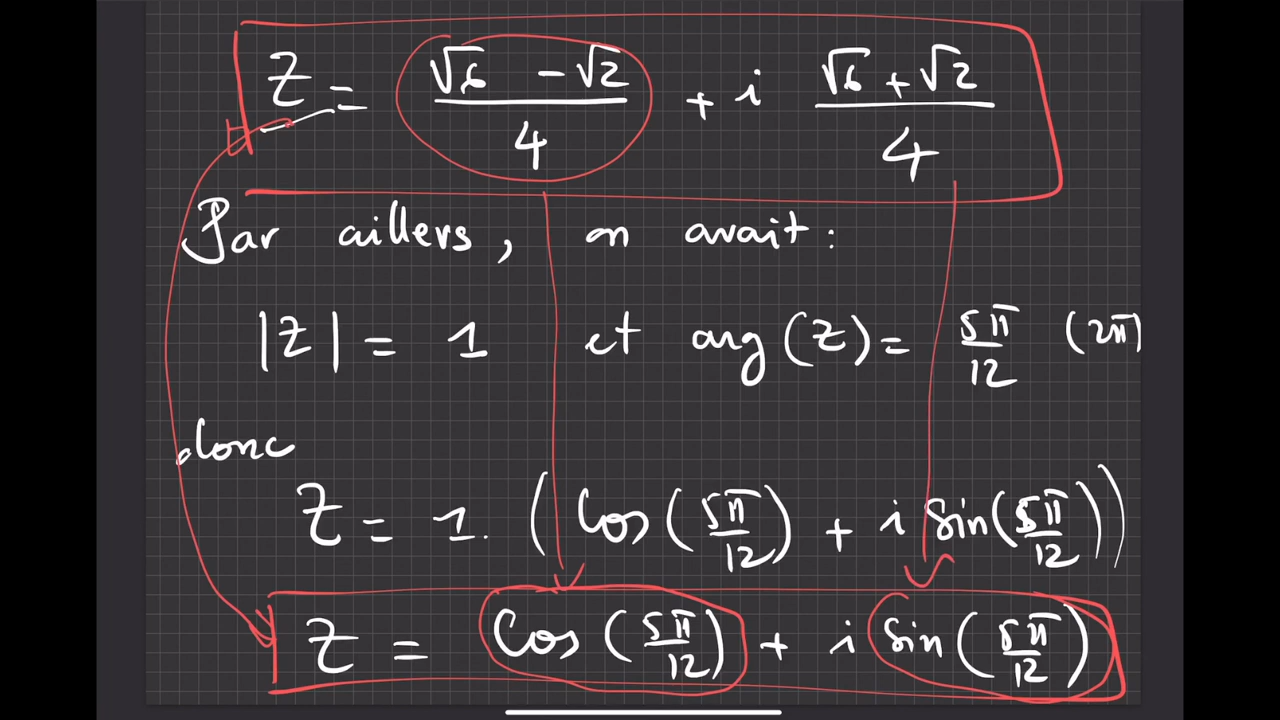 Z = (√6 - √2)/4 + i (√6 + √2)/4
Par aillers, on avait :
|Z| = 1 et arg(Z) = 5π/12 (2π)
donc
Z = 1. (Cos(5π/12) + i Sin(5π/12))
Z = Cos(5π/12) + i Sin(5π/12)